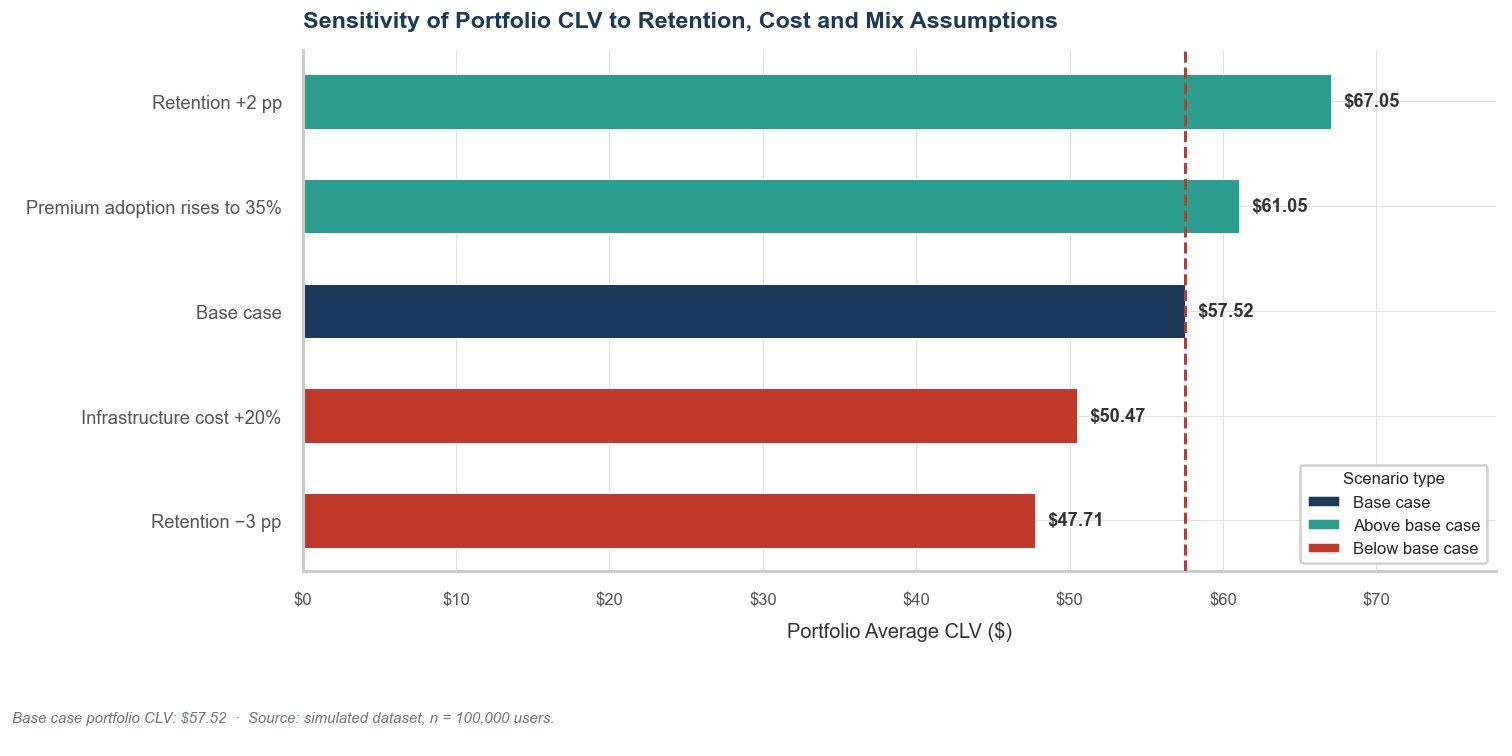 Sensitivity of Portfolio CLV to Retention, Cost and Mix Assumptions
Retention +2 pp
$67.05
Premium adoption rises to 35%
$61.05
Base case
$57.52
Infrastructure cost +20%
$50.47
Retention −3 pp
$47.71
Scenario type
Base case
Above base case
Below base case
$0 $10 $20 $30 $40 $50 $60 $70
Portfolio Average CLV ($)
Base case portfolio CLV: $57.52 · Source: simulated dataset, n = 100,000 users.